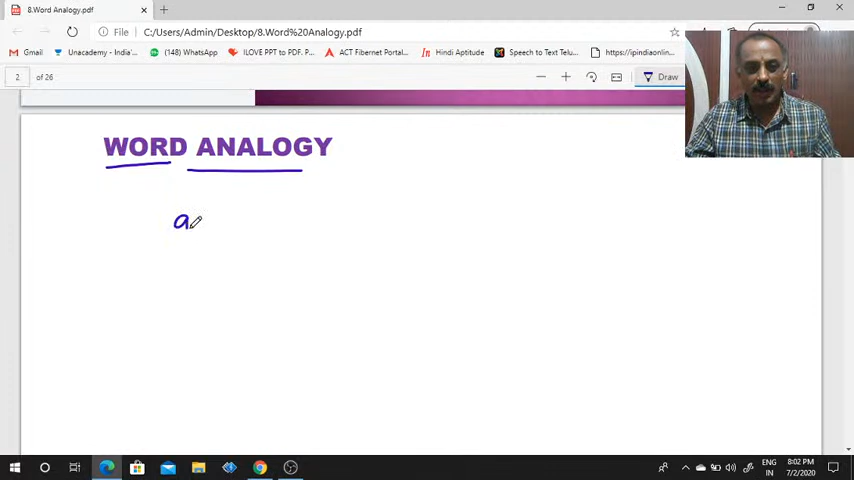 8.Word Analogy.pdf
File C:/Users/Admin/Desktop/8.Word%20Analogy.pdf
Gmail Unacademy - India'... (148) WhatsApp ILOVE PPT to PDF. P... ACT Fibernet Portal... Hindi Aptitude Speech to Text Telu... https://ipindiaonlin...
2 of 26 Draw
WORD ANALOGY
a
ENG 8:02 PM
IN 7/2/2020